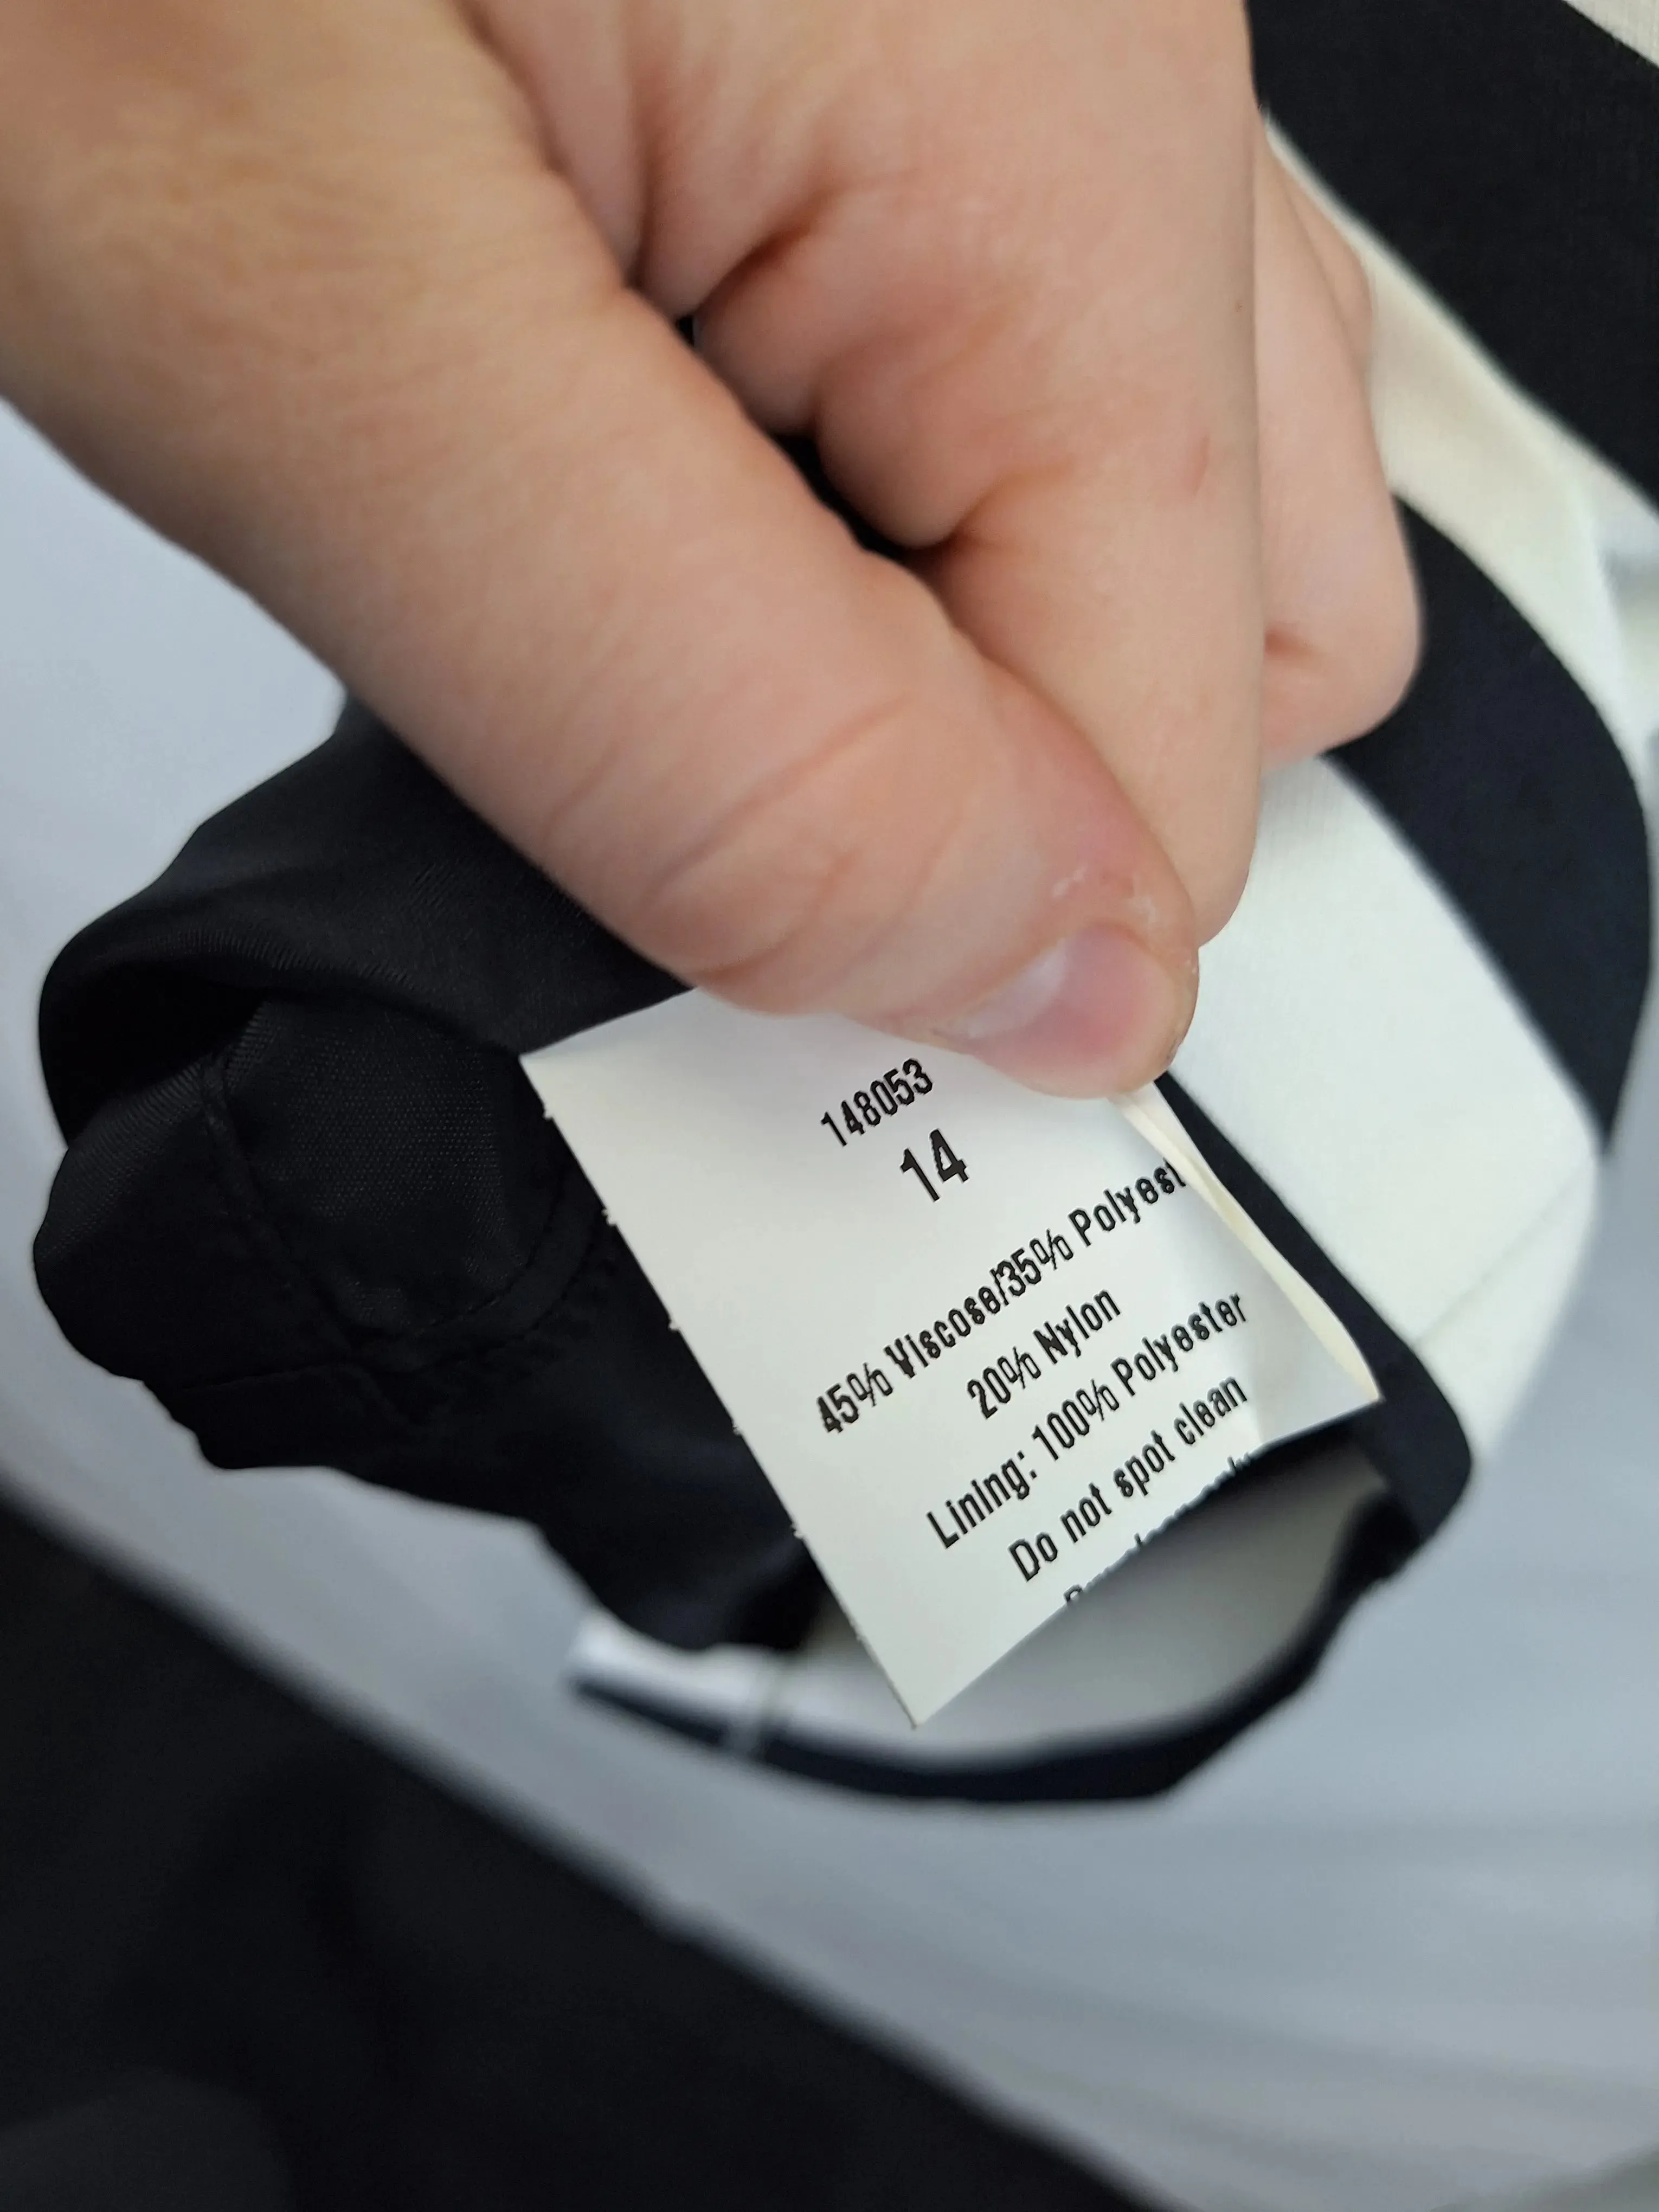 148053
14
45% Viscose/35% Polyest
20% Nylon
Lining: 100% Polyester
Do not spot clean